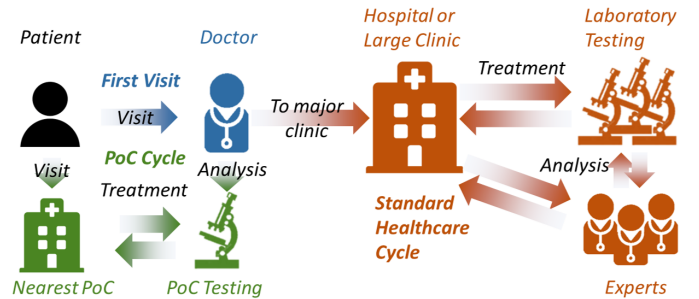 Patient
Doctor
Hospital or
Large Clinic
Laboratory
Testing
First Visit
Visit
To major
clinic
Treatment
Visit
PoC Cycle
Analysis
Treatment
Analysis
Standard
Healthcare
Cycle
Nearest PoC
PoC Testing
Experts